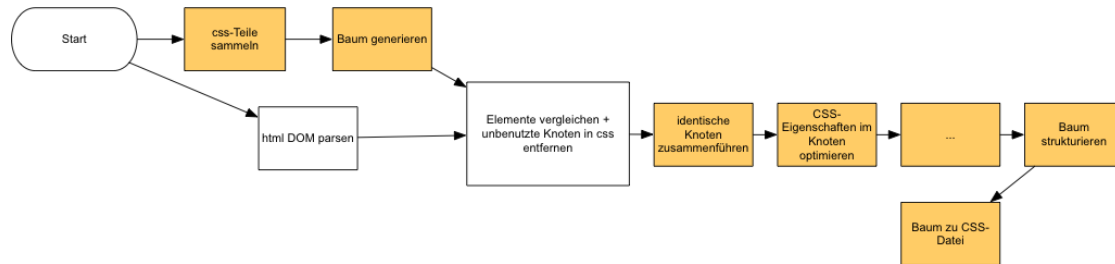 Start
css-Teile
sammeln
Baum generieren
html DOM parsen
Elemente vergleichen +
unbenutzte Knoten in css
entfernen
identische
Knoten
zusammenführen
CSS-
Eigenschaften im
Knoten
optimieren
...
Baum
strukturieren
Baum zu CSS-
Datei